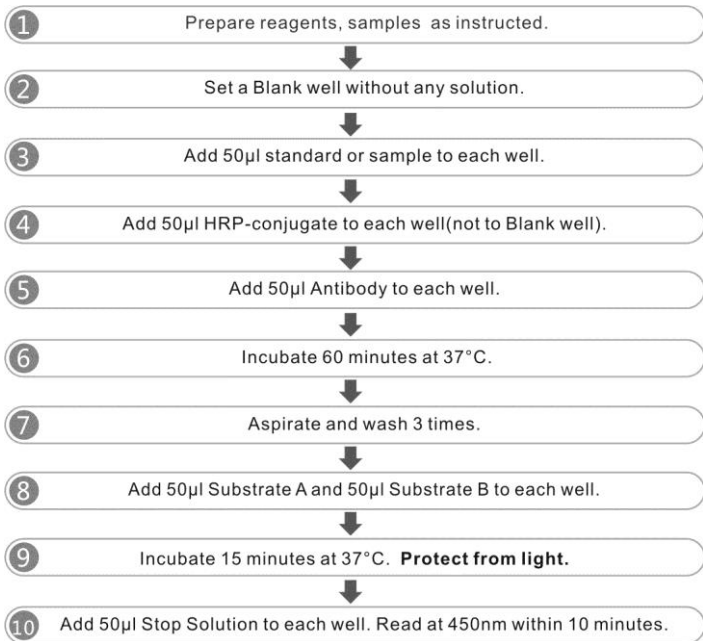 1 Prepare reagents, samples as instructed.
2 Set a Blank well without any solution.
3 Add 50µl standard or sample to each well.
4 Add 50µl HRP-conjugate to each well(not to Blank well).
5 Add 50µl Antibody to each well.
6 Incubate 60 minutes at 37°C.
7 Aspirate and wash 3 times.
8 Add 50µl Substrate A and 50µl Substrate B to each well.
9 Incubate 15 minutes at 37°C. Protect from light.
10 Add 50µl Stop Solution to each well. Read at 450nm within 10 minutes.